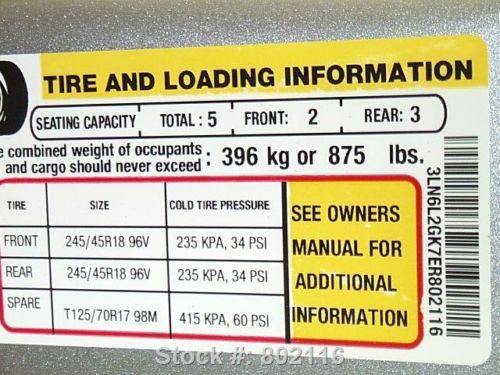 TIRE AND LOADING INFORMATION
SEATING CAPACITY TOTAL : 5 FRONT: 2 REAR: 3
combined weight of occupants
and cargo should never exceed : 396 kg or 875 lbs.
TIRE SIZE COLD TIRE PRESSURE
FRONT 245/45R18 96V 235 KPA, 34 PSI
REAR 245/45R18 96V 235 KPA, 34 PSI
SPARE T125/70R17 98M 415 KPA, 60 PSI
SEE OWNERS
MANUAL FOR
ADDITIONAL
INFORMATION
3LN6L2GK7ER802116
Stock #: 802116